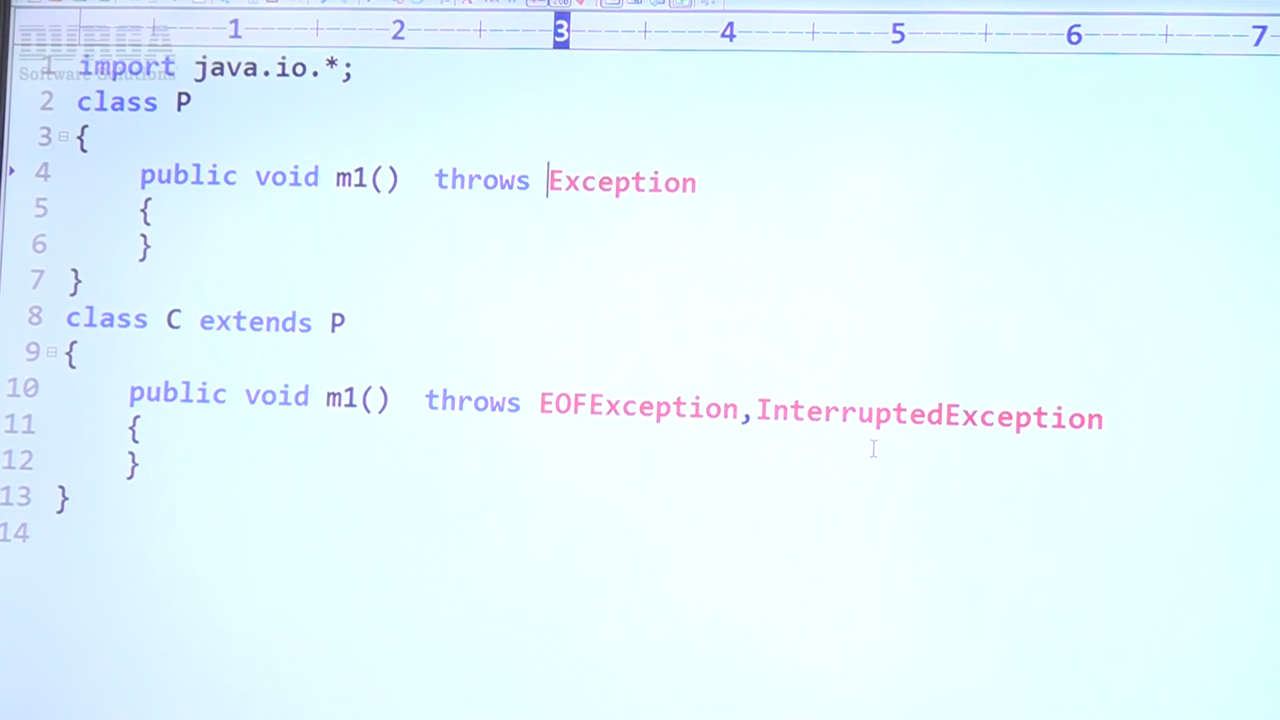 1 2 3 4 5 6 7
Software Solutions
1 import java.io.*;
2 class P
3 {
4 public void m1() throws Exception
5 {
6 }
7 }
8 class C extends P
9 {
10 public void m1() throws EOFException,InterruptedException
11 {
12 }
13 }
14